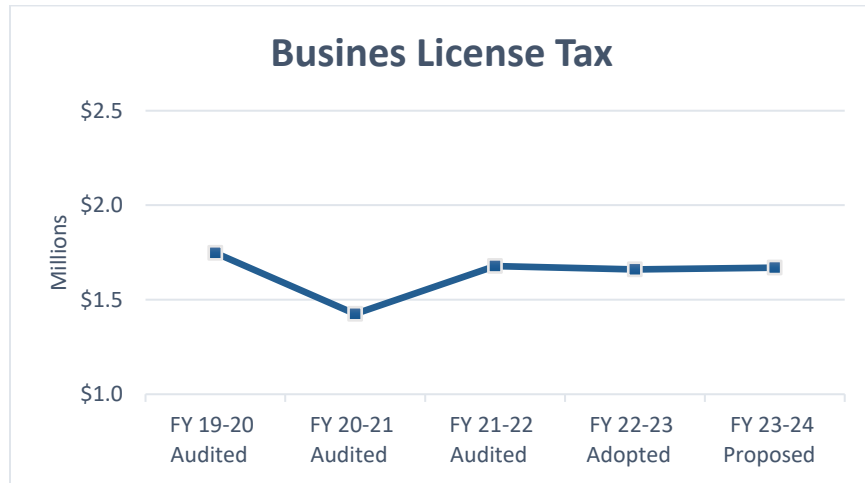 Busines License Tax
$2.5
$2.0
$1.5
$1.0
Millions
FY 19-20
Audited
FY 20-21
Audited
FY 21-22
Audited
FY 22-23
Adopted
FY 23-24
Proposed